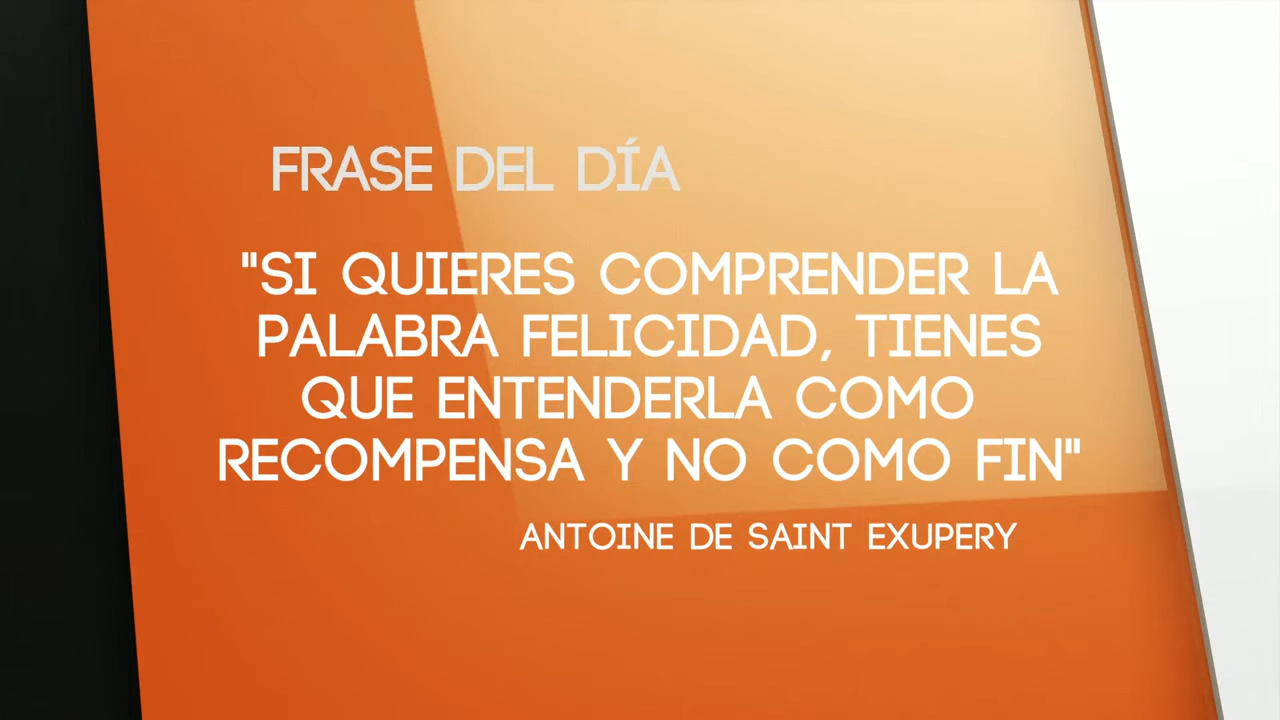 FRASE DEL DÍA
"SI QUIERES COMPRENDER LA
PALABRA FELICIDAD, TIENES
QUE ENTENDERLA COMO
RECOMPENSA Y NO COMO FIN"
ANTOINE DE SAINT EXUPERY